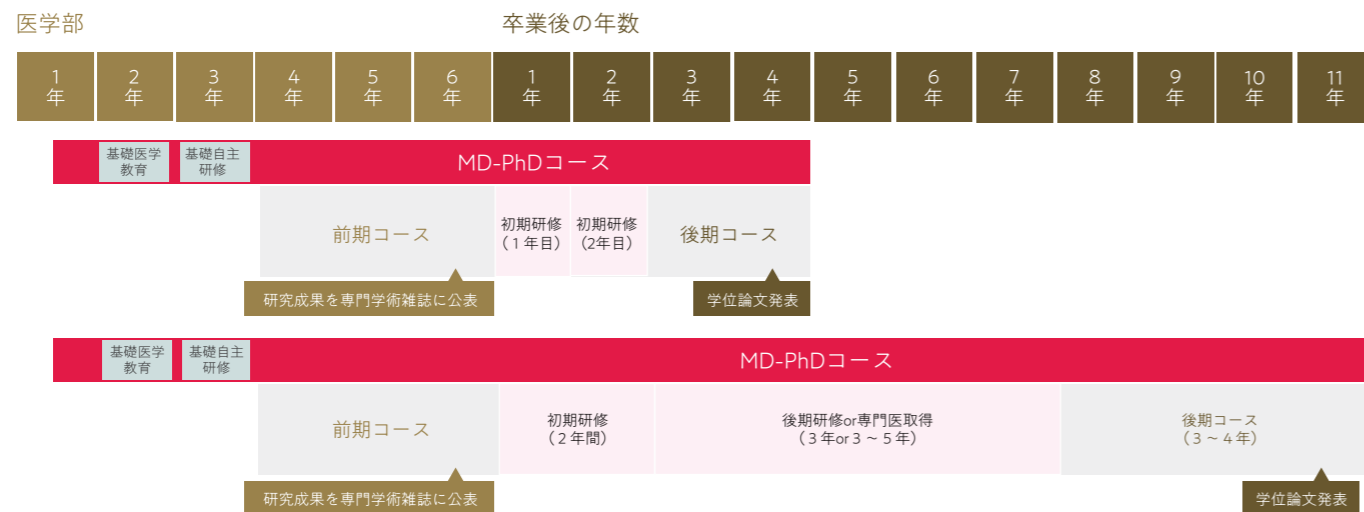 医学部
卒業後の年数
1年
2年
3年
4年
5年
6年
1年
2年
3年
4年
5年
6年
7年
8年
9年
10年
11年
基礎医学
教育
基礎自主
研修
MD-PhDコース
前期コース
初期研修
（1年目）
初期研修
（2年目）
後期コース
研究成果を専門学術雑誌に公表
学位論文発表
基礎医学
教育
基礎自主
研修
MD-PhDコース
前期コース
初期研修
（2年間）
後期研修or専門医取得
（3年or3～5年）
後期コース
（3～4年）
研究成果を専門学術雑誌に公表
学位論文発表